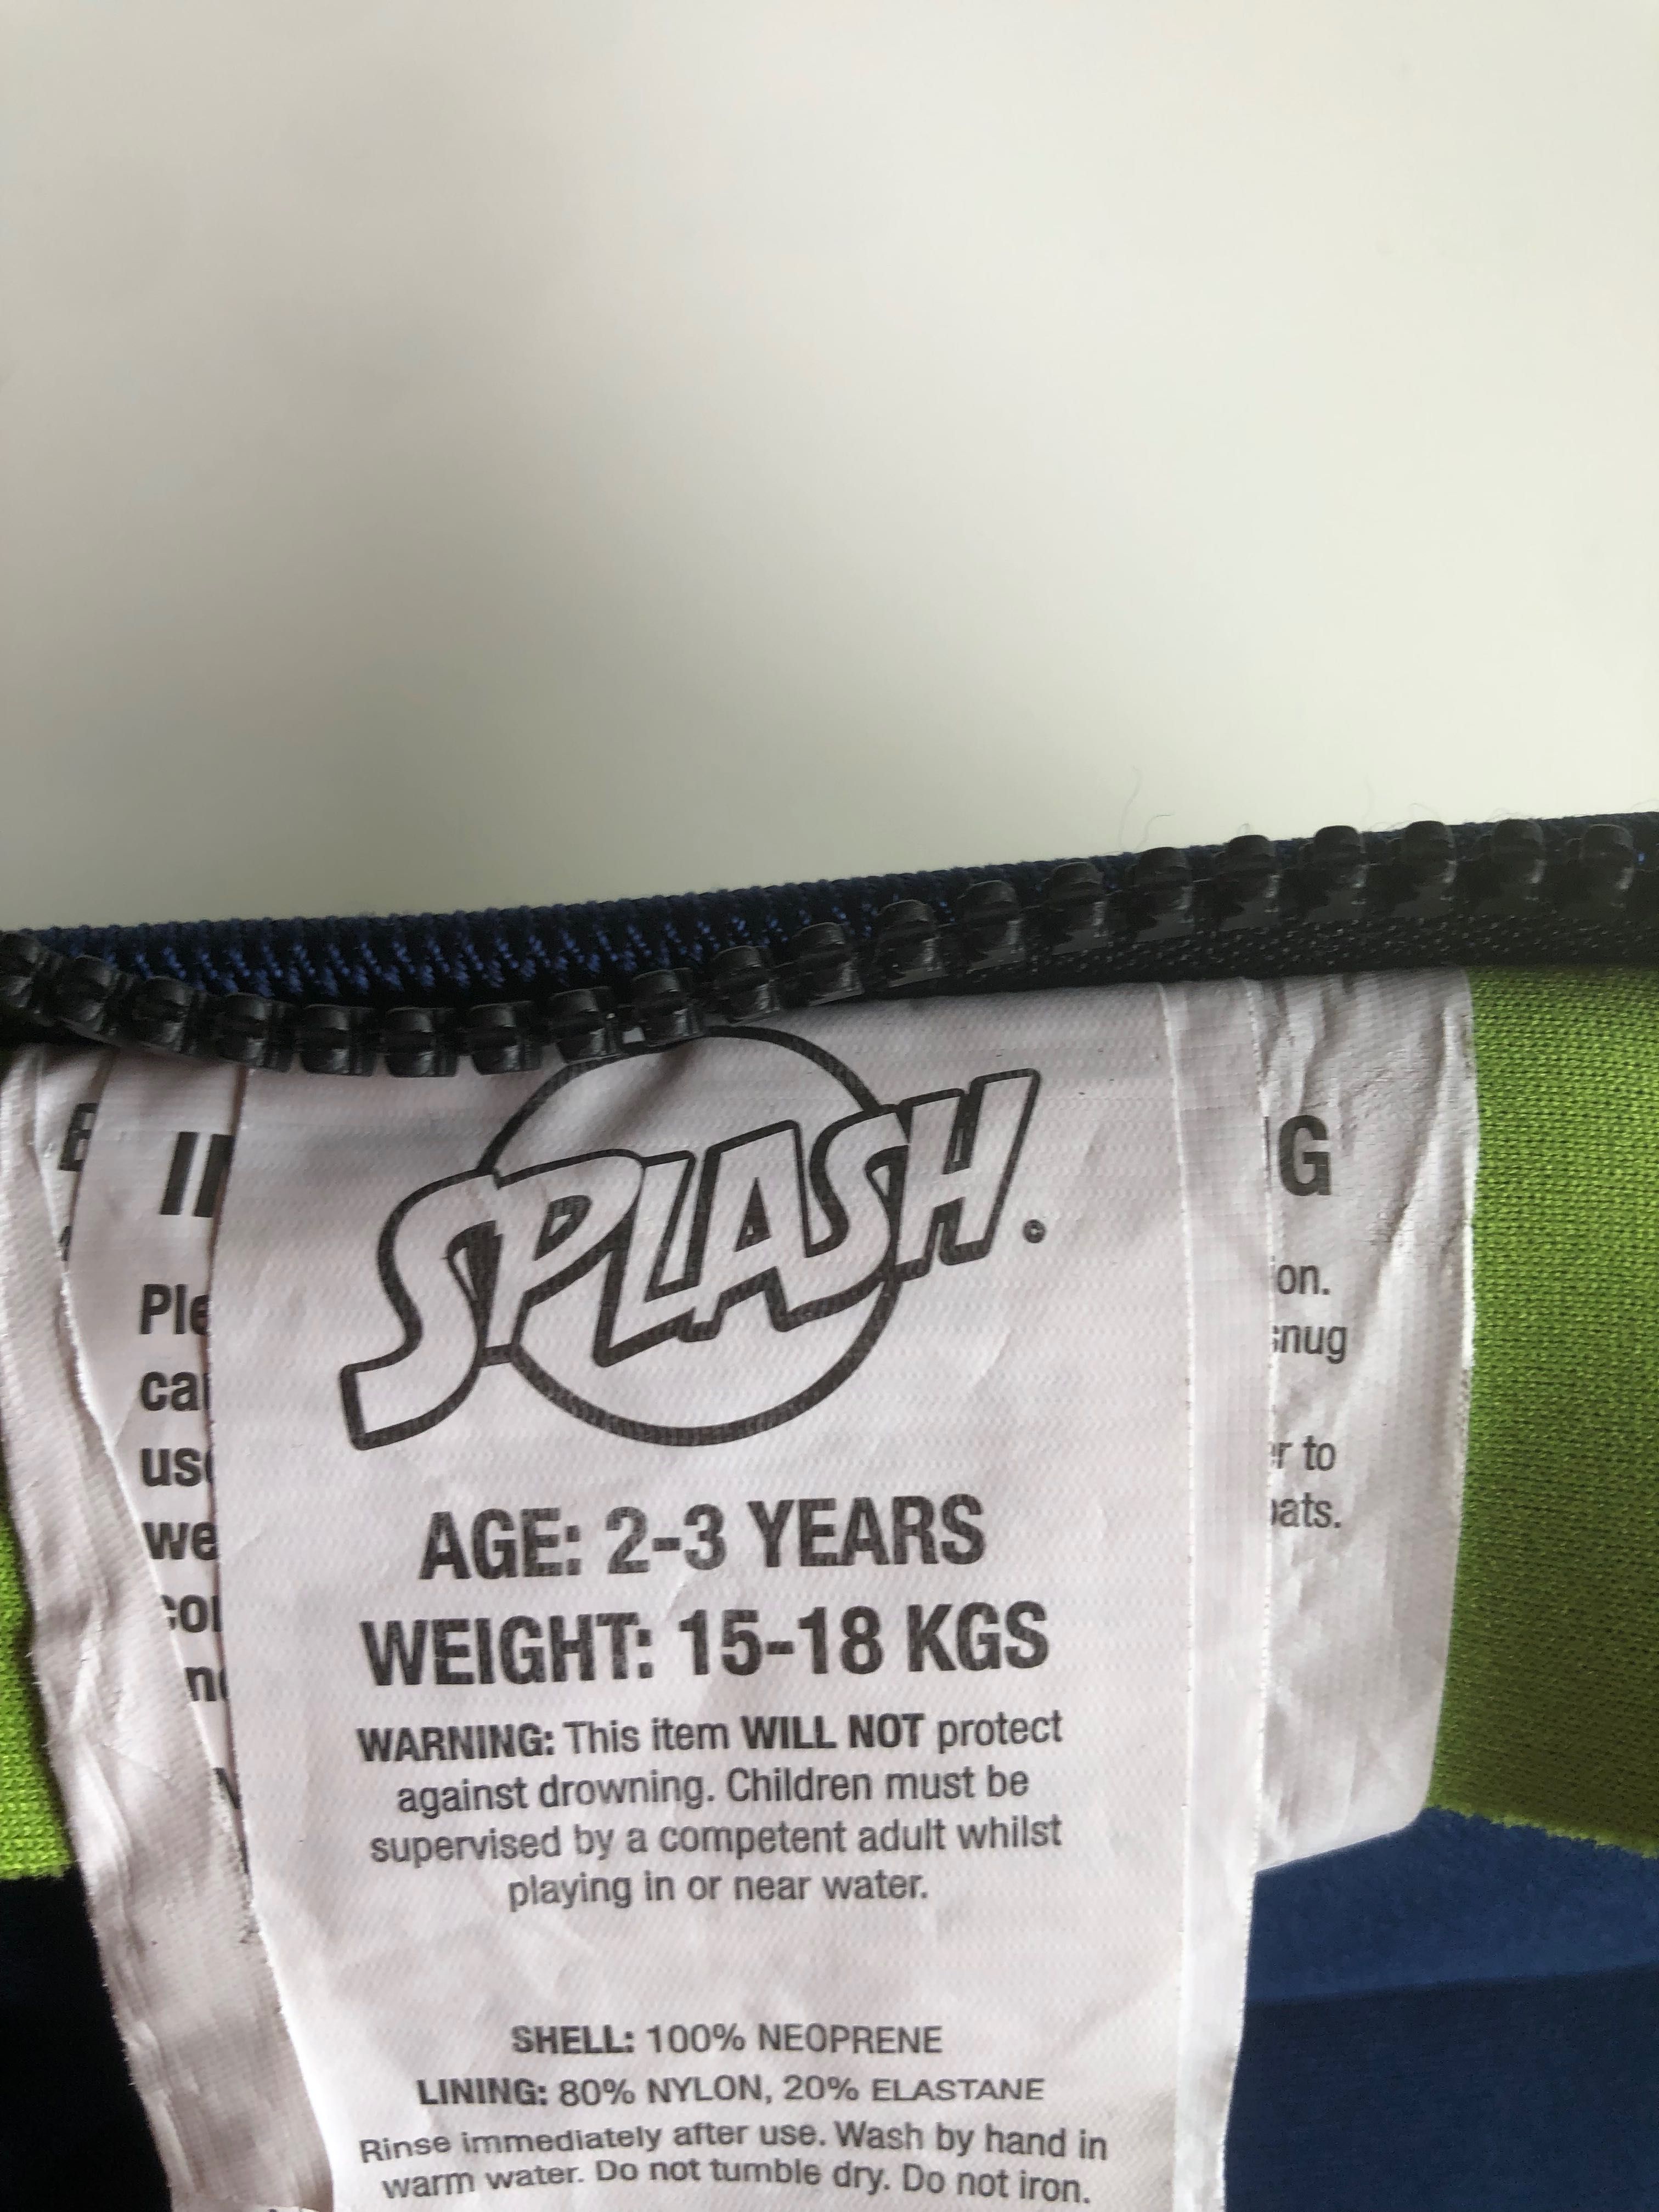 SPLASH.©
AGE: 2-3 YEARS
WEIGHT: 15-18 KGS
WARNING: This item WILL NOT protect
against drowning. Children must be
supervised by a competent adult whilst
playing in or near water.
SHELL: 100% NEOPRENE
LINING: 80% NYLON, 20% ELASTANE
Rinse immediately after use. Wash by hand in
warm water. Do not tumble dry. Do not iron.
to